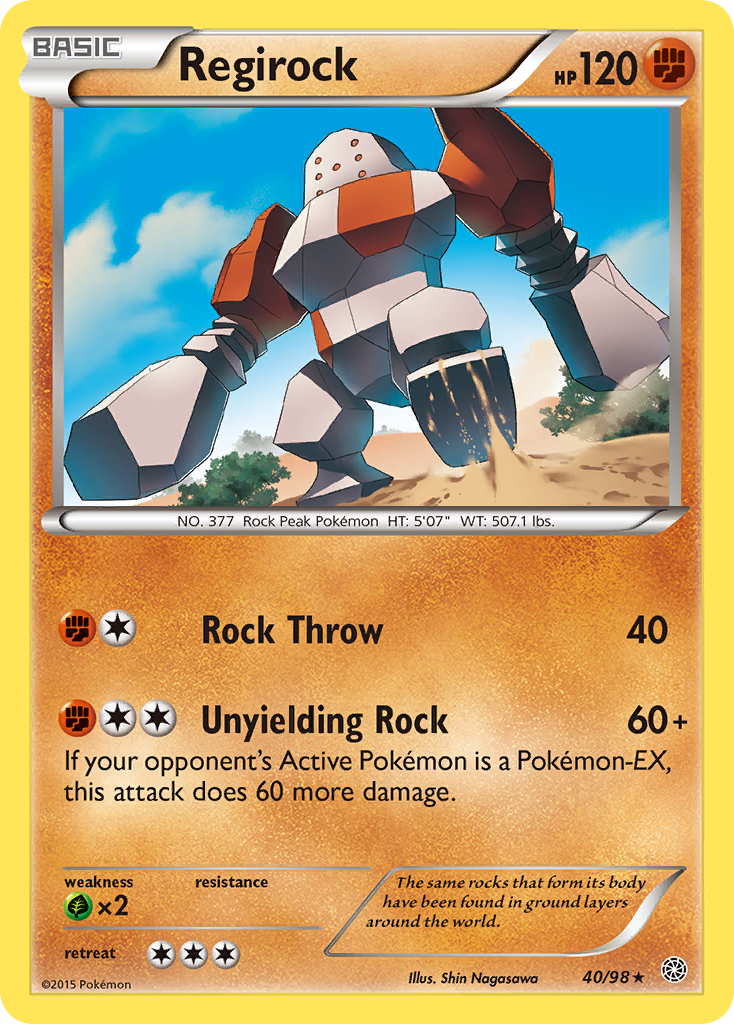 BASIC
Regirock
HP120
NO. 377 Rock Peak Pokémon HT: 5'07" WT: 507.1 lbs.
Rock Throw 40
Unyielding Rock 60+
If your opponent's Active Pokémon is a Pokémon-EX,
this attack does 60 more damage.
weakness resistance
×2
retreat
The same rocks that form its body
have been found in ground layers
around the world.
©2015 Pokémon
Illus. Shin Nagasawa
40/98★